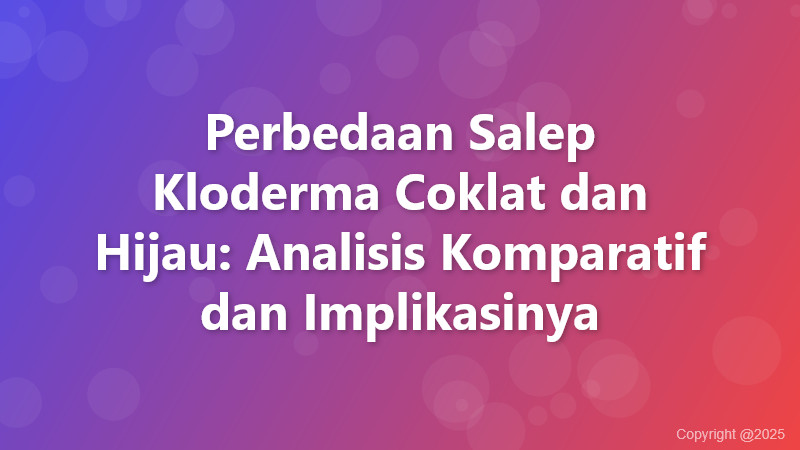 Perbedaan Salep
Kloderma Coklat dan
Hijau: Analisis Komparatif
dan Implikasinya
Copyright @2025